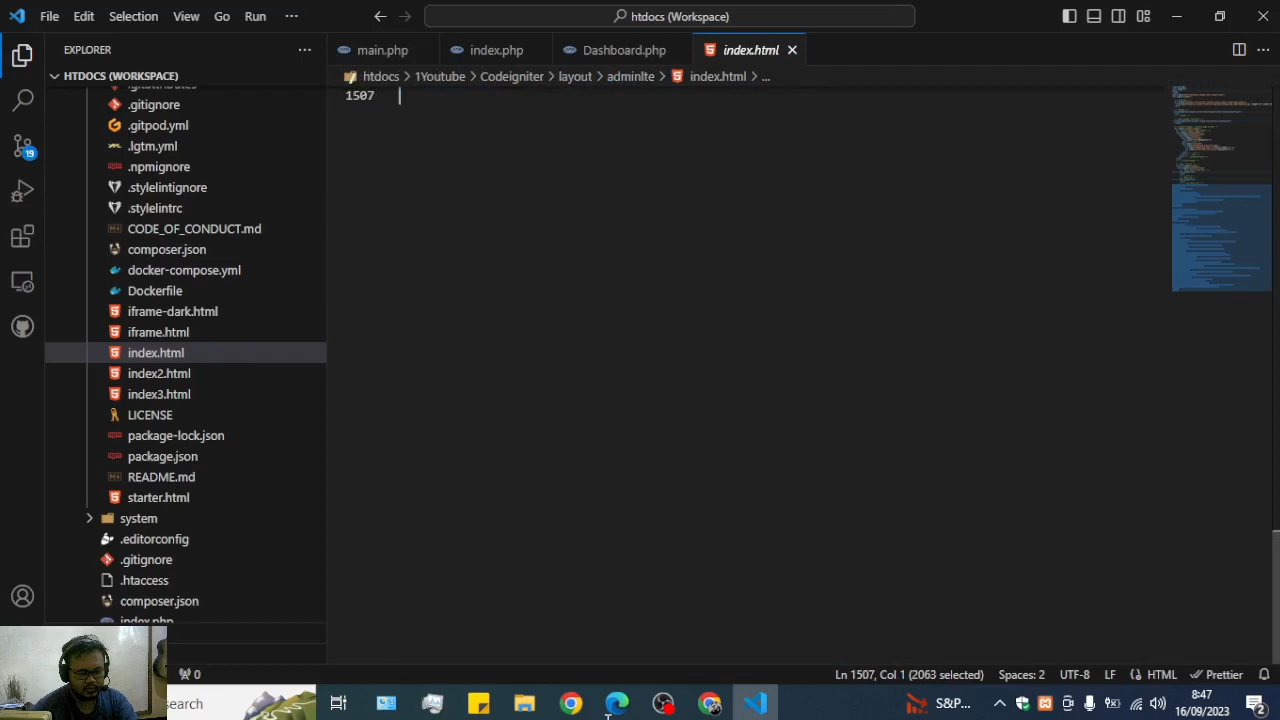 File Edit Selection View Go Run ···
htdocs (Workspace)
EXPLORER
main.php index.php Dashboard.php index.html
HTDOCS (WORKSPACE)
htdocs > 1Youtube > Codeigniter > layout > adminlte > index.html > ...
1507
.gitignore
.gitpod.yml
.lgtm.yml
.npmignore
.stylelintignore
.stylelintrc
CODE_OF_CONDUCT.md
composer.json
docker-compose.yml
Dockerfile
iframe-dark.html
iframe.html
index.html
index2.html
index3.html
LICENSE
package-lock.json
package.json
README.md
starter.html
system
.editorconfig
.gitignore
.htaccess
composer.json
index.php
19
0
Ln 1507, Col 1 (2063 selected) Spaces: 2 UTF-8 LF HTML Prettier
search
S&P...
8:47
16/09/2023
2